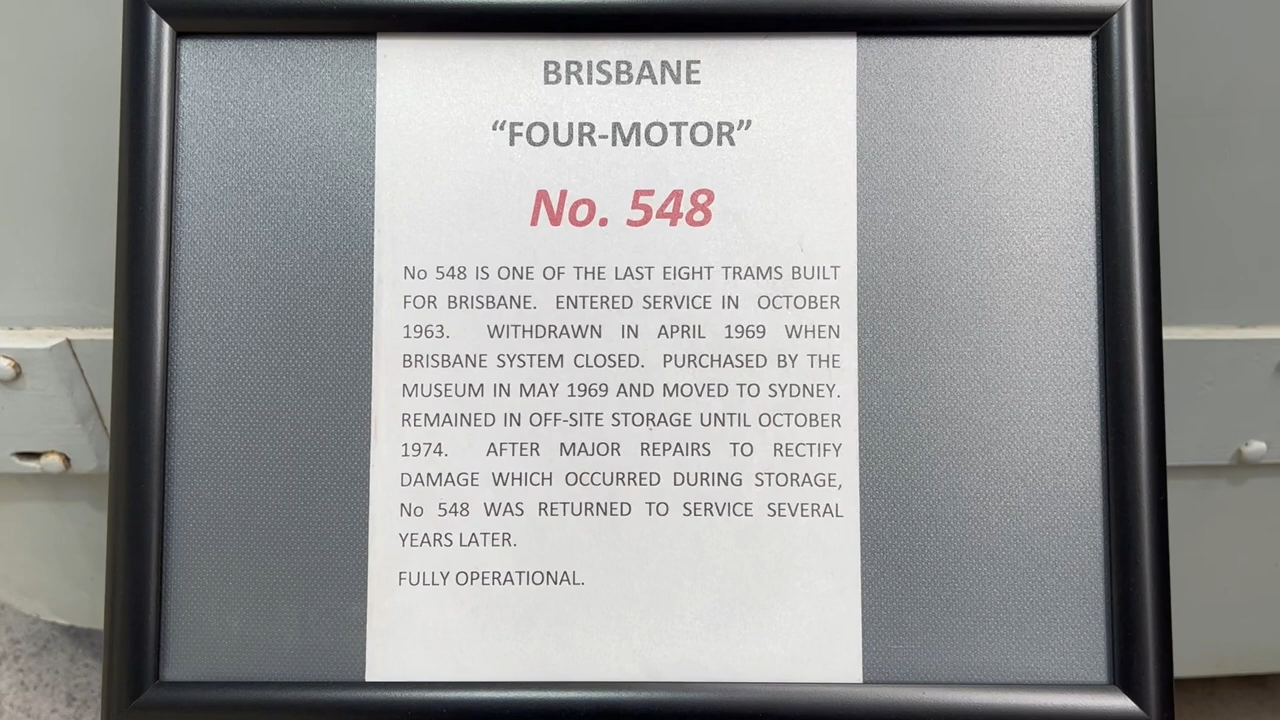 BRISBANE
“FOUR-MOTOR”
No. 548
No 548 IS ONE OF THE LAST EIGHT TRAMS BUILT
FOR BRISBANE. ENTERED SERVICE IN OCTOBER
1963. WITHDRAWN IN APRIL 1969 WHEN
BRISBANE SYSTEM CLOSED. PURCHASED BY THE
MUSEUM IN MAY 1969 AND MOVED TO SYDNEY.
REMAINED IN OFF-SITE STORAGE UNTIL OCTOBER
1974. AFTER MAJOR REPAIRS TO RECTIFY
DAMAGE WHICH OCCURRED DURING STORAGE,
No 548 WAS RETURNED TO SERVICE SEVERAL
YEARS LATER.
FULLY OPERATIONAL.